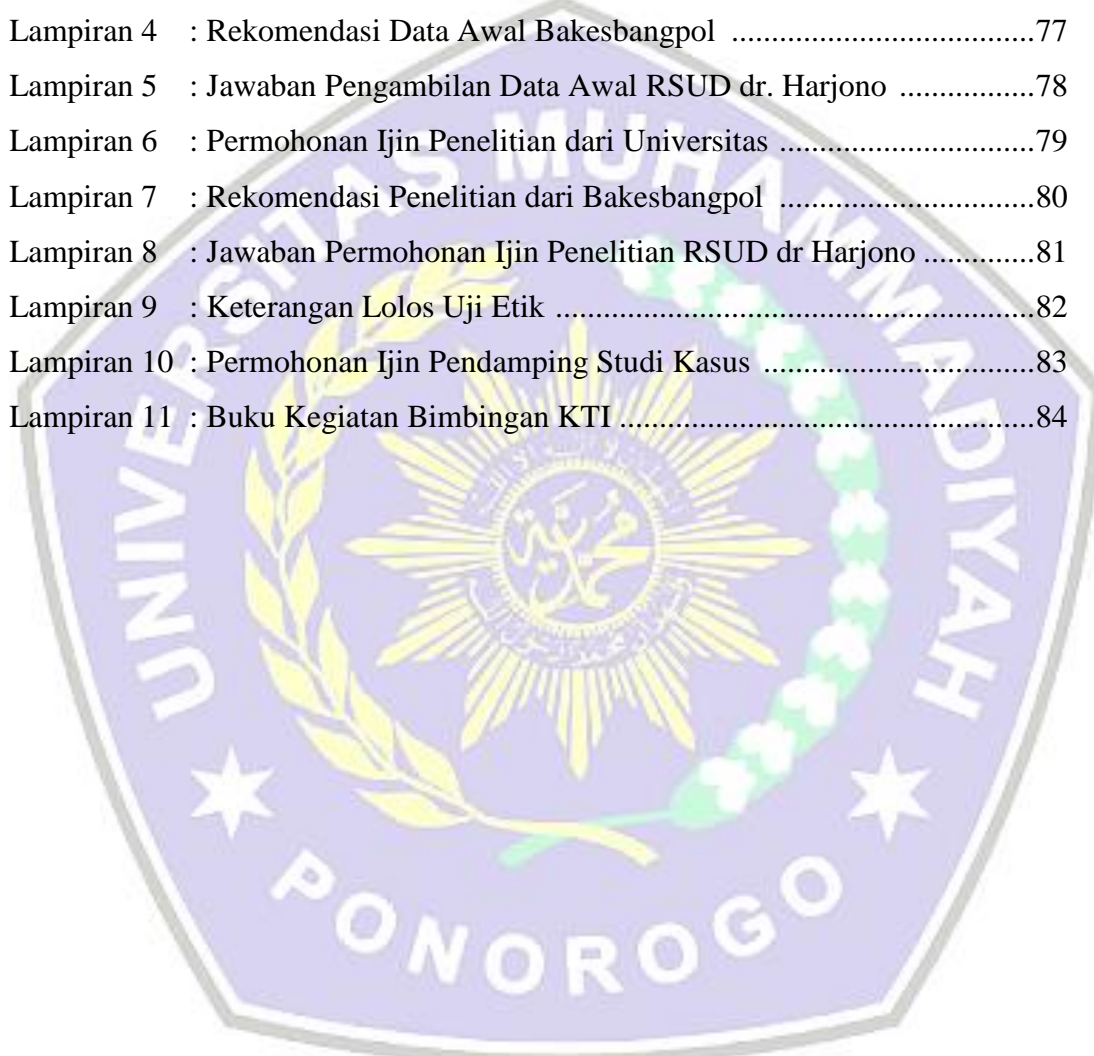 Lampiran 4 : Rekomendasi Data Awal Bakesbangpol ..................................77
Lampiran 5 : Jawaban Pengambilan Data Awal RSUD dr. Harjono ................78
Lampiran 6 : Permohonan Ijin Penelitian dari Universitas .............................79
Lampiran 7 : Rekomendasi Penelitian dari Bakesbangpol .............................80
Lampiran 8 : Jawaban Permohonan Ijin Penelitian RSUD dr Harjono .............81
Lampiran 9 : Keterangan Lolos Uji Etik ......................................................82
Lampiran 10 : Permohonan Ijin Pendamping Studi Kasus ..............................83
Lampiran 11 : Buku Kegiatan Bimbingan KTI ...............................................84
UNIVERSITAS MUHAMMADIYAH
PONOROGO